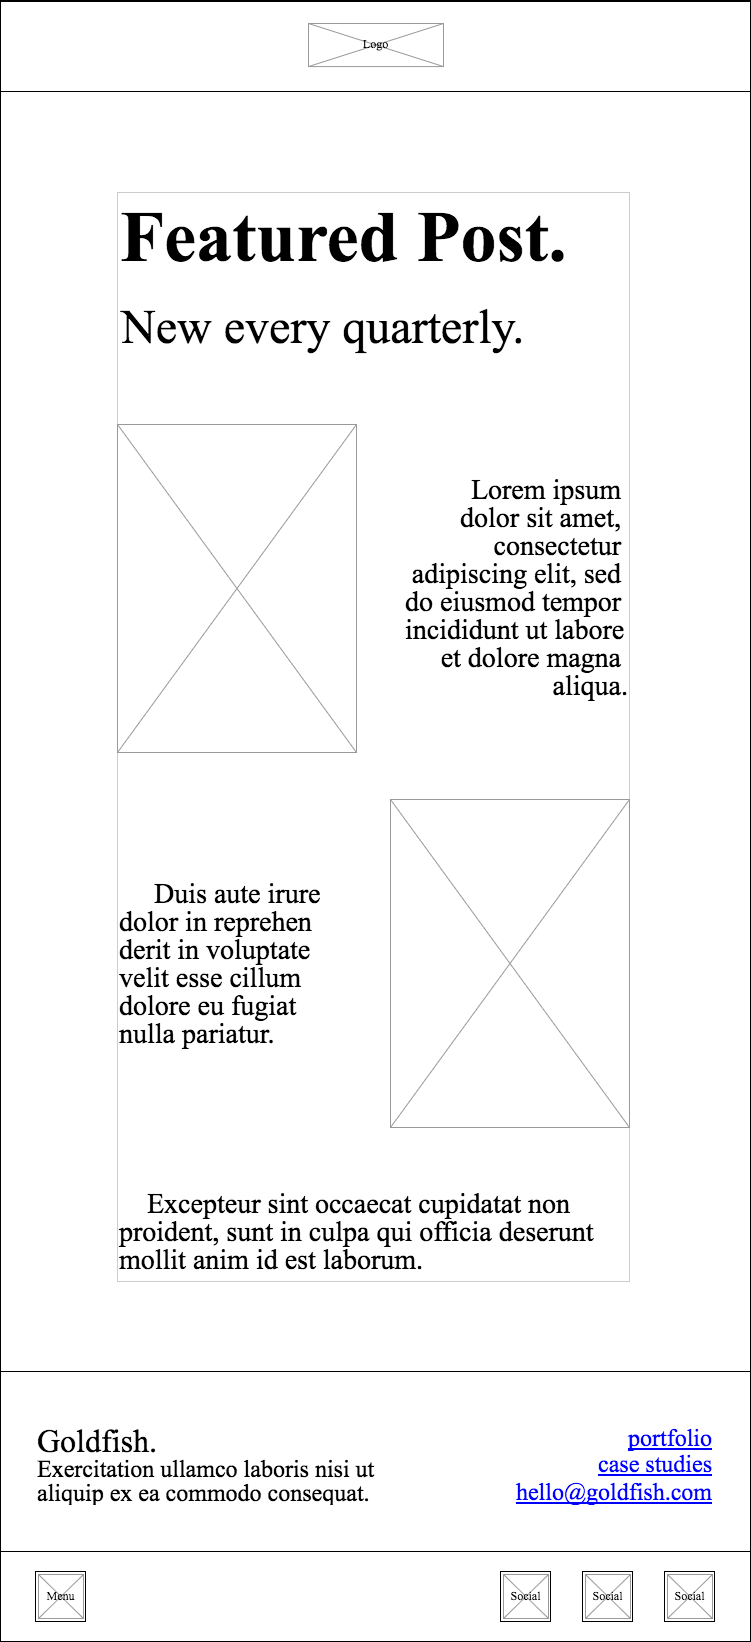 Logo
Featured Post.
New every quarterly.
Lorem ipsum
dolor sit amet,
consectetur
adipiscing elit, sed
do eiusmod tempor
incididunt ut labore
et dolore magna
aliqua.
Duis aute irure
dolor in reprehen
derit in voluptate
velit esse cillum
dolore eu fugiat
nulla pariatur.
Excepteur sint occaecat cupidatat non
proident, sunt in culpa qui officia deserunt
mollit anim id est laborum.
Goldfish.
Exercitation ullamco laboris nisi ut
aliquip ex ea commodo consequat.
portfolio
case studies
hello@goldfish.com
Menu
Social
Social
Social